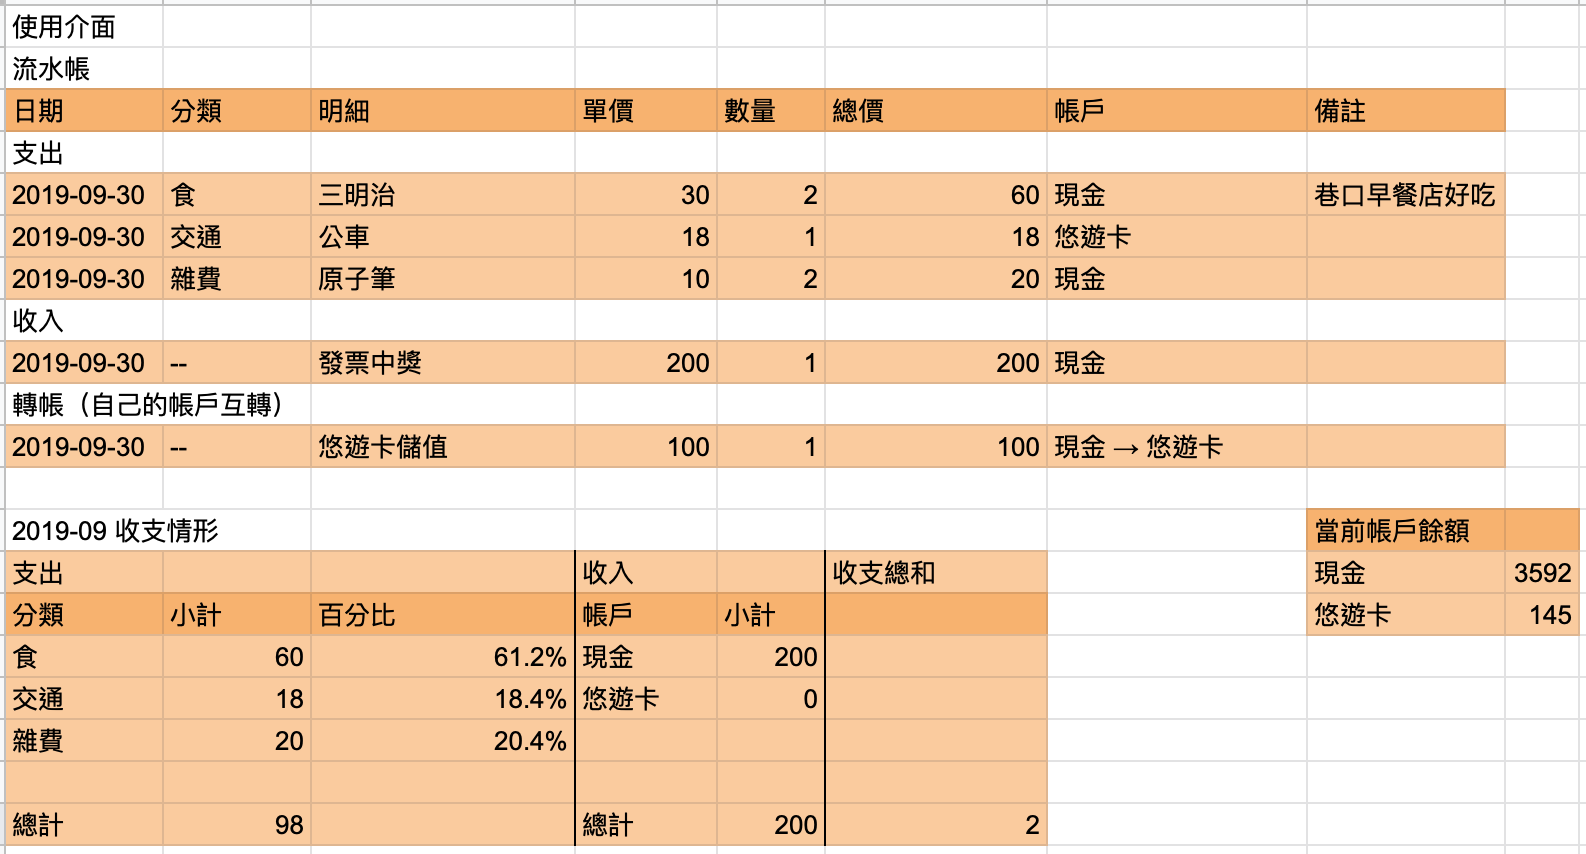 使用介面
流水帳
日期 分類 明細 單價 數量 總價 帳戶 備註
支出
2019-09-30 食 三明治 30 2 60 現金 巷口早餐店好吃
2019-09-30 交通 公車 18 1 18 悠遊卡
2019-09-30 雜費 原子筆 10 2 20 現金
收入
2019-09-30 -- 發票中獎 200 1 200 現金
轉帳（自己的帳戶互轉）
2019-09-30 -- 悠遊卡儲值 100 1 100 現金 → 悠遊卡
2019-09 收支情形 當前帳戶餘額
支出 收入 收支總和 現金 3592
分類 小計 百分比 帳戶 小計 悠遊卡 145
食 60 61.2% 現金 200
交通 18 18.4% 悠遊卡 0
雜費 20 20.4%
總計 98 總計 200 2